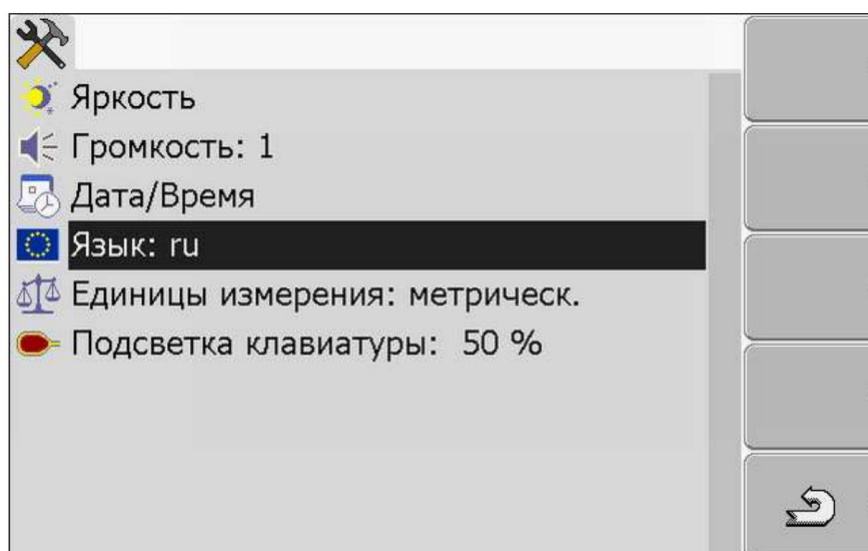 Яркость
Громкость: 1
Дата/Время
Язык: ru
Единицы измерения: метрическ.
Подсветка клавиатуры: 50 %